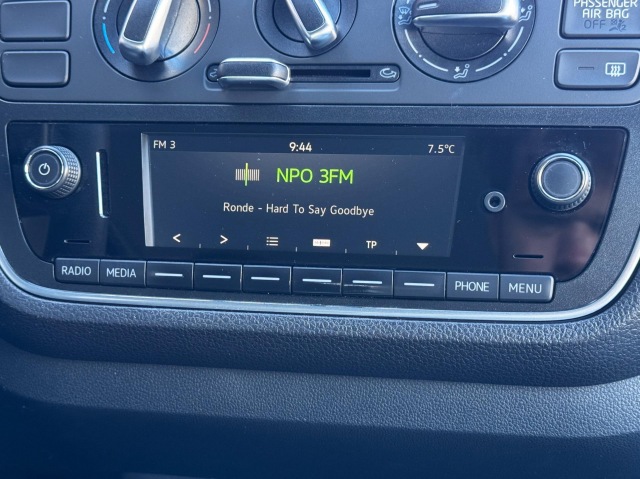 PASSENGER
AIR BAG
OFF
FM 3
9:44
7.5°C
NPO 3FM
Ronde - Hard To Say Goodbye
< >
TP
RADIO
MEDIA
PHONE
MENU